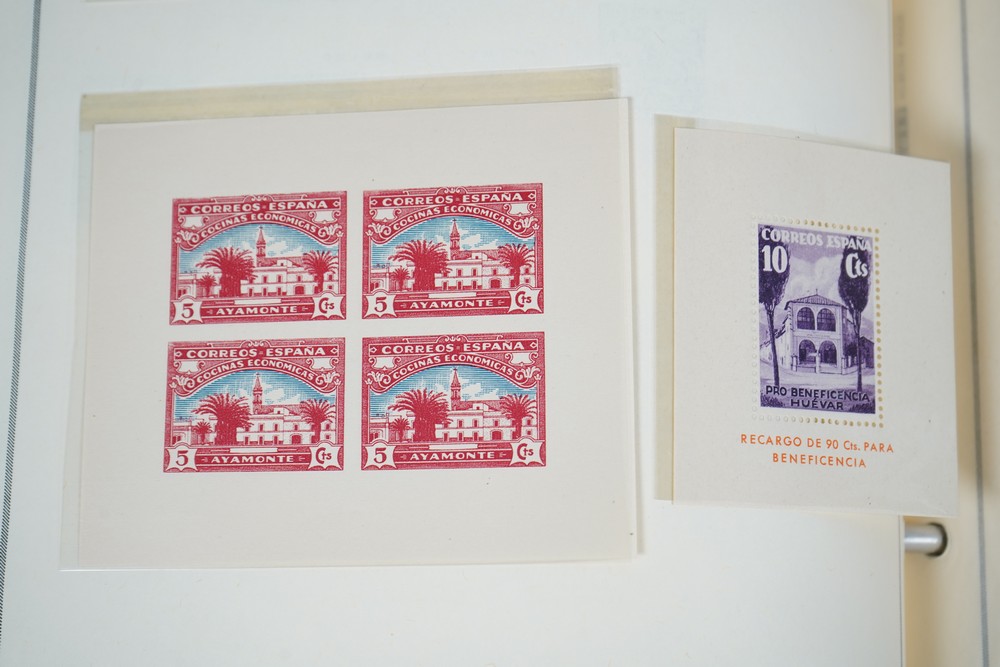 CORREOS ESPAÑA
COCINAS ECONOMICAS
5 AYAMONTE Cts
CORREOS ESPAÑA
COCINAS ECONOMICAS
5 AYAMONTE Cts
CORREOS ESPAÑA
COCINAS ECONOMICAS
5 AYAMONTE Cts
CORREOS ESPAÑA
COCINAS ECONOMICAS
5 AYAMONTE Cts
CORREOS ESPAÑA
10 Cts
PRO BENEFICENCIA
HUÉVAR
RECARGO DE 90 Cts. PARA
BENEFICENCIA